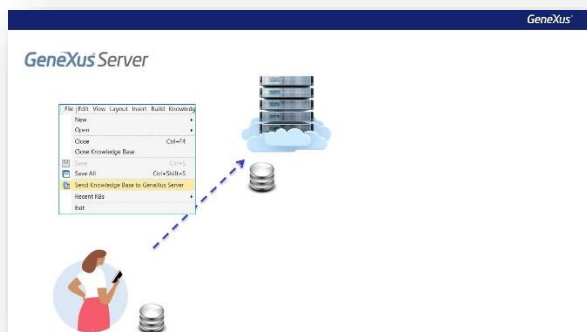 GeneXus
GeneXus Server
File Edit View Layout Insert Build Knowledg
New
Open
Close Ctrl+F4
Close Knowledge Base
Save Ctrl+S
Save All Ctrl+Shift+S
Send Knowledge Base to GeneXus Server
Recent KBs
Exit